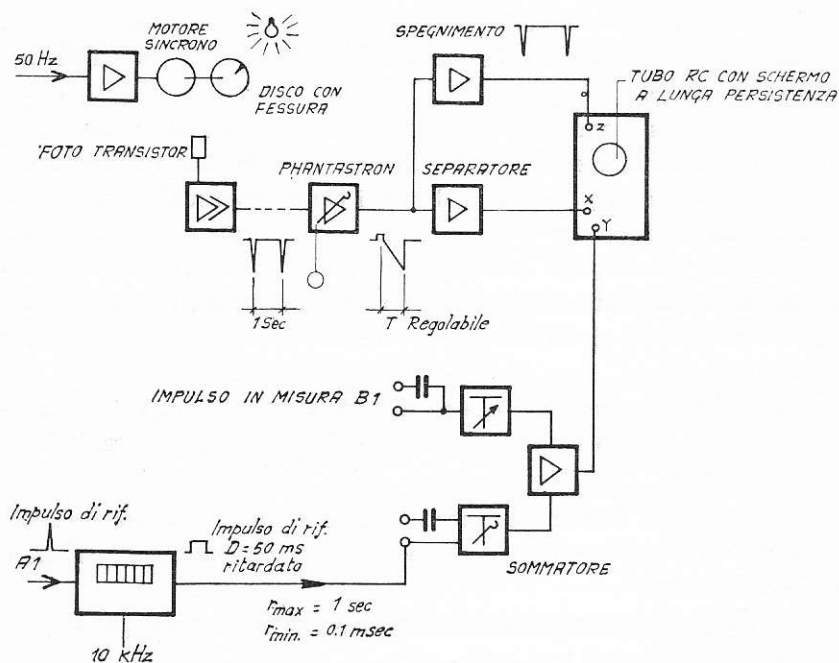 MOTORE
SINCRONO
50 Hz
DISCO CON
FESSURA
SPEGNIMENTO
TUBO RC CON SCHERMO
A LUNGA PERSISTENZA
Z
FOTO TRANSISTOR
PHANTASTRON
SEPARATORE
X
Y
1 Sec
T Regolabile
IMPULSO IN MISURA B1
Impulso di rif.
A1
Impulso di rif.
D = 50 ms
ritardato
SOMMATORE
rmax = 1 sec
rmin. = 0.1 msec
10 kHz